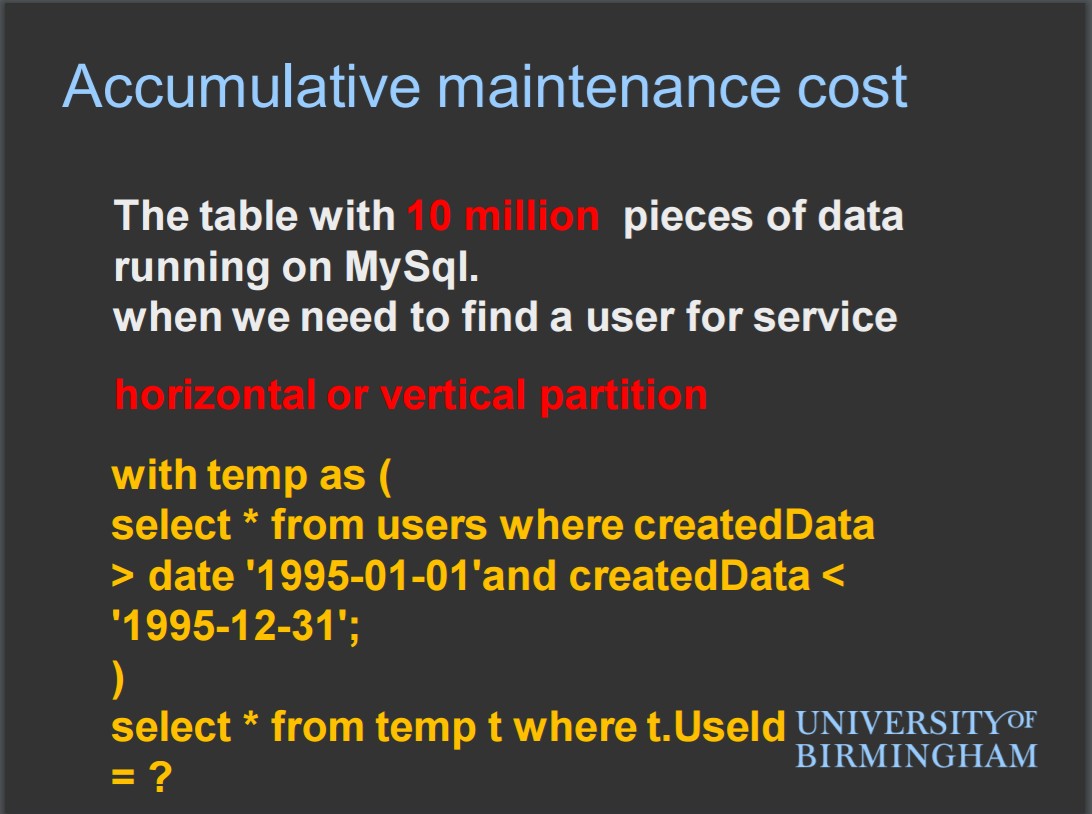 Accumulative maintenance cost
The table with 10 million pieces of data
running on MySql.
when we need to find a user for service
horizontal or vertical partition
with temp as (
select * from users where createdData
> date '1995-01-01'and createdData <
'1995-12-31';
)
select * from temp t where t.UseId
= ?
UNIVERSITYOF
BIRMINGHAM